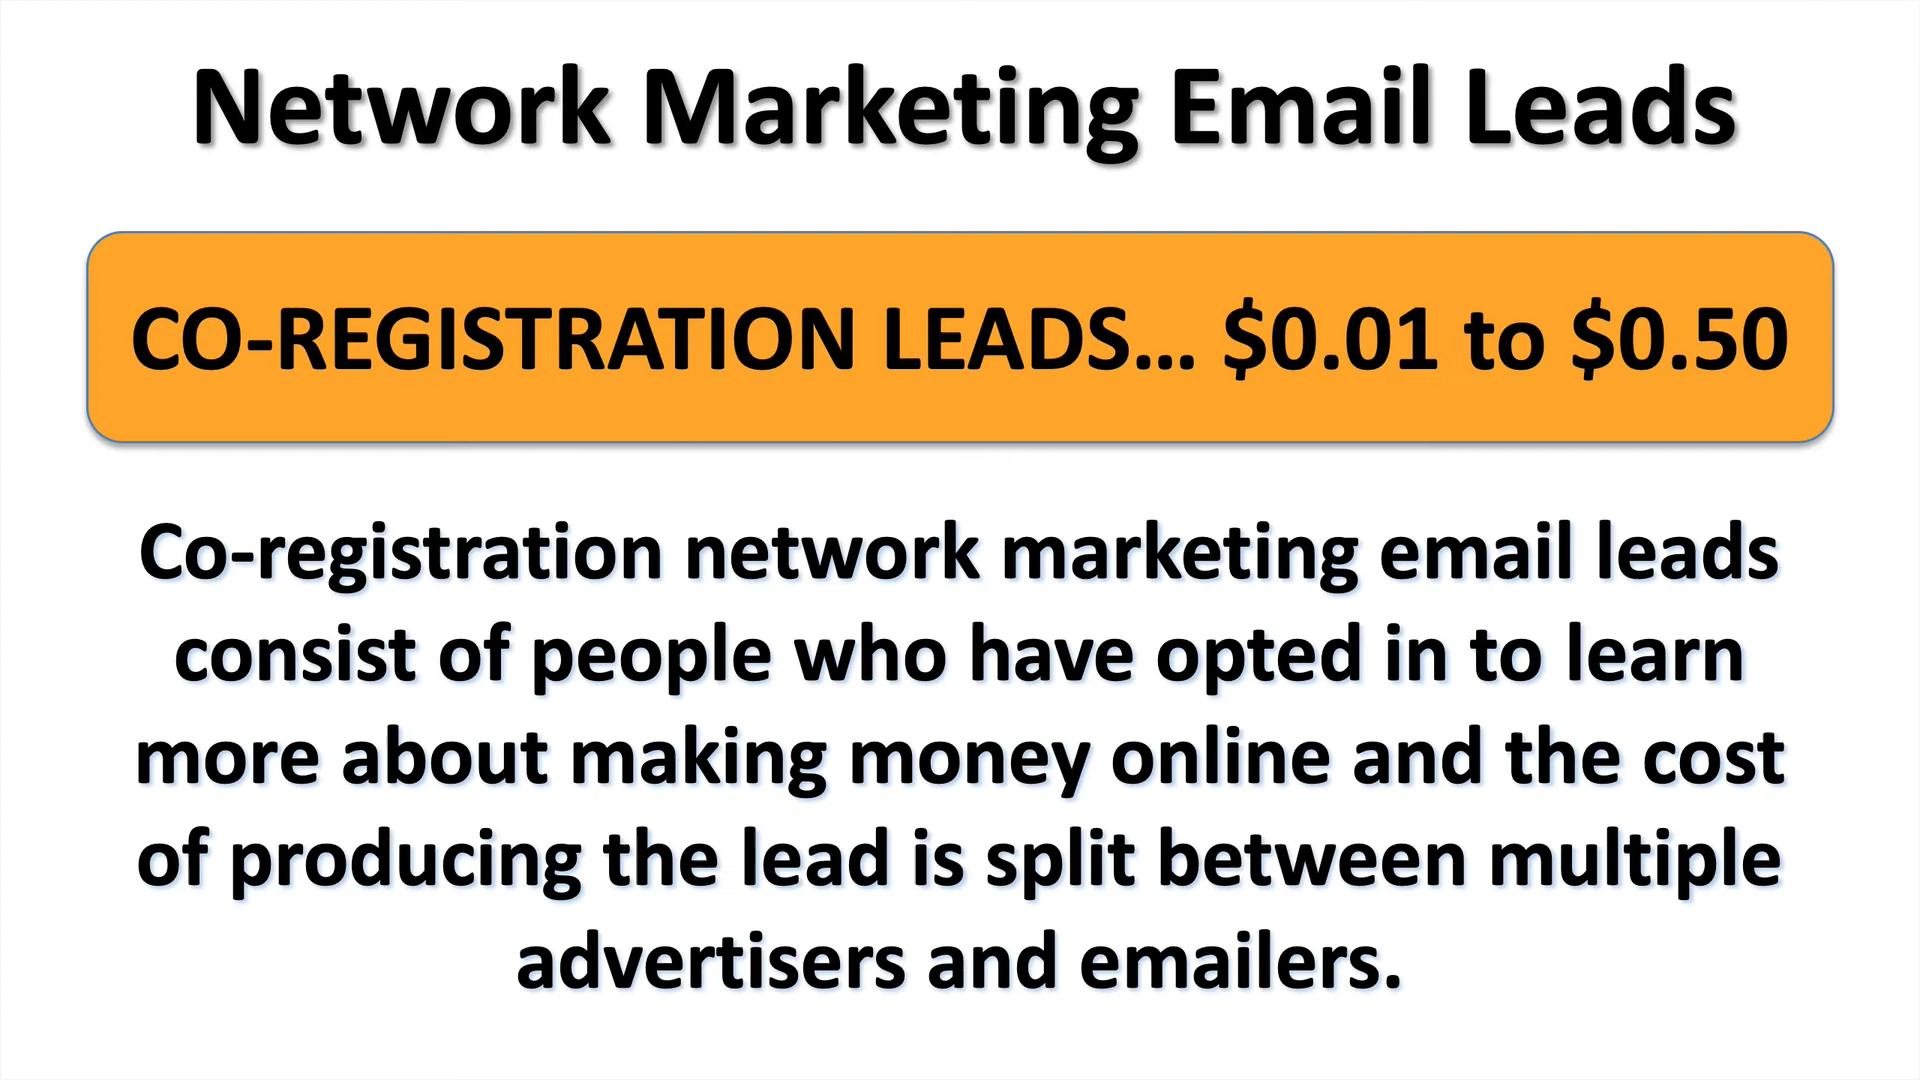 Network Marketing Email Leads
CO-REGISTRATION LEADS... $0.01 to $0.50
Co-registration network marketing email leads
consist of people who have opted in to learn
more about making money online and the cost
of producing the lead is split between multiple
advertisers and emailers.